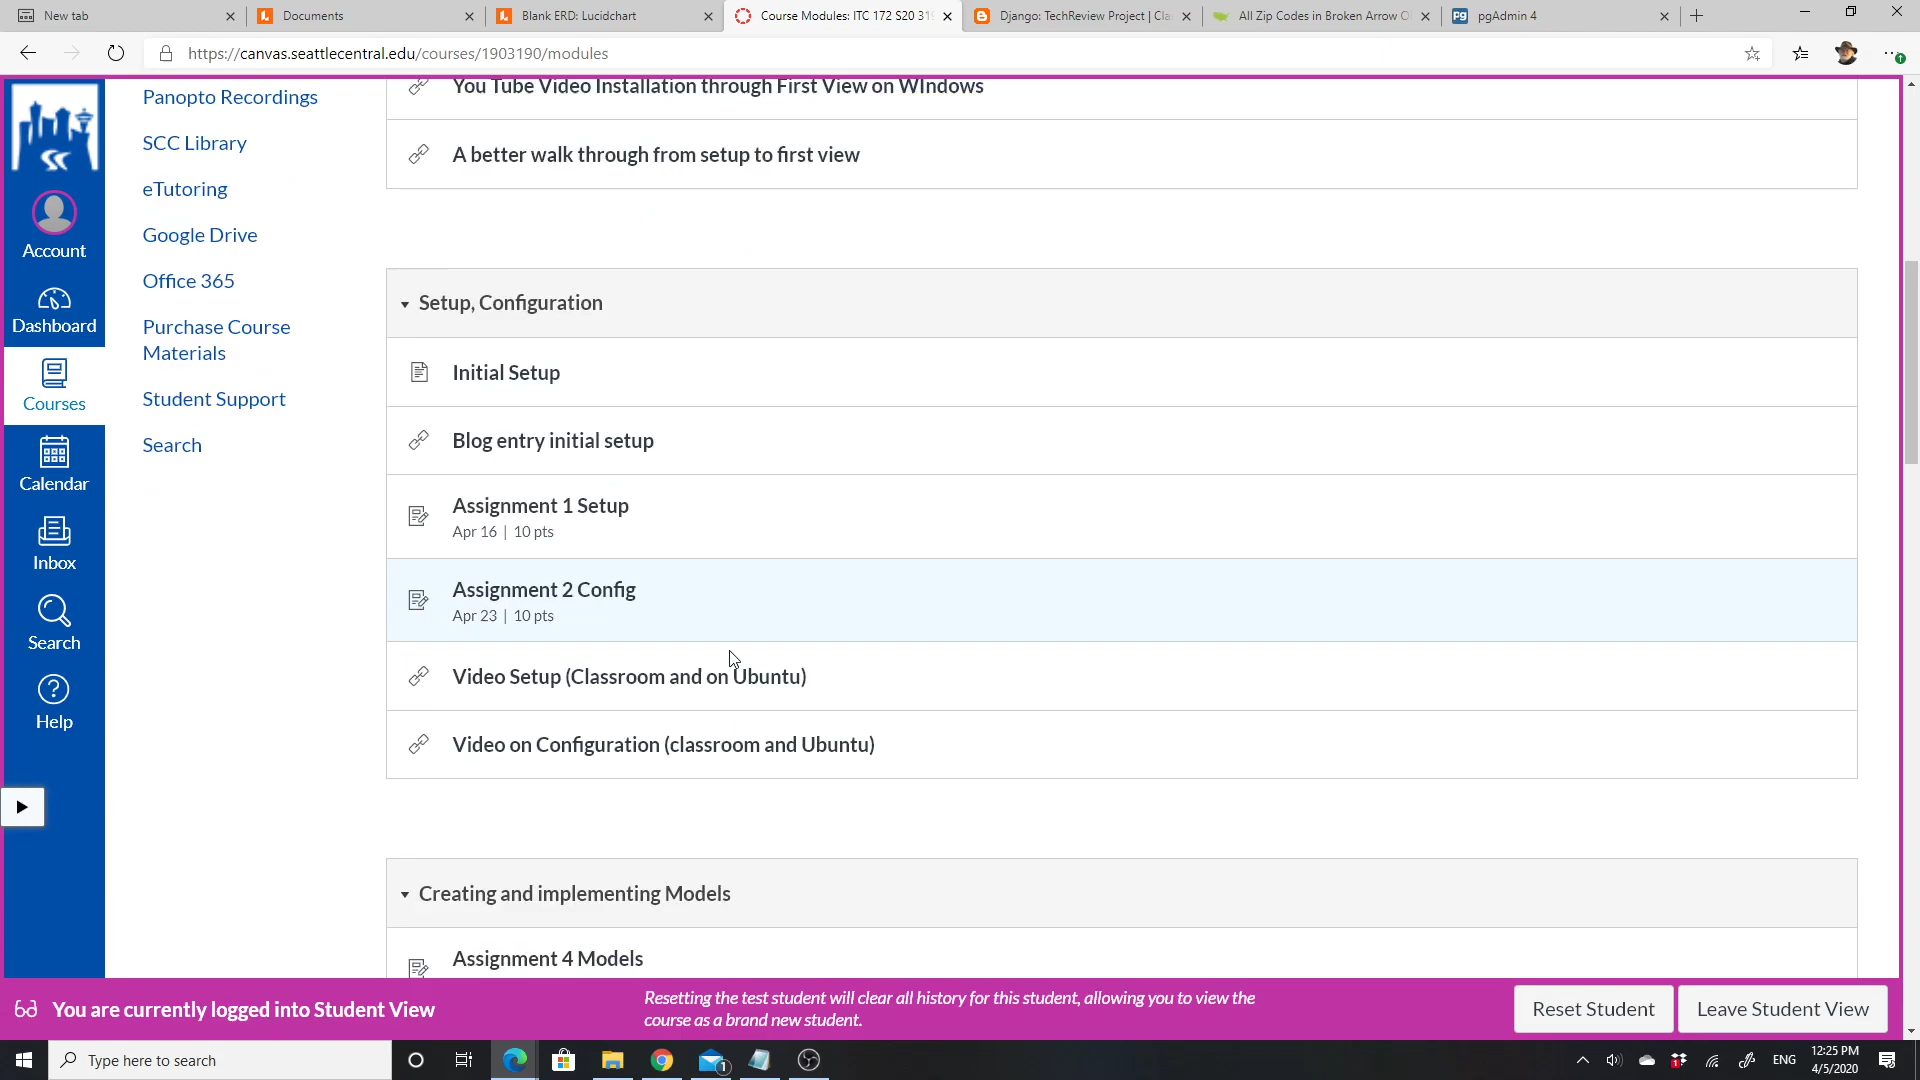 New tab
Documents
Blank ERD: Lucidchart
Course Modules: ITC 172 S20 319
Django: TechReview Project | Cla
All Zip Codes in Broken Arrow O
Pg pgAdmin 4
https://canvas.seattlecentral.edu/courses/1903190/modules
Account
Dashboard
Courses
Calendar
Inbox
Search
Help
Panopto Recordings
SCC Library
eTutoring
Google Drive
Office 365
Purchase Course
Materials
Student Support
Search
You Tube Video Installation through First View on WIndows
A better walk through from setup to first view
Setup, Configuration
Initial Setup
Blog entry initial setup
Assignment 1 Setup
Apr 16 | 10 pts
Assignment 2 Config
Apr 23 | 10 pts
Video Setup (Classroom and on Ubuntu)
Video on Configuration (classroom and Ubuntu)
Creating and implementing Models
Assignment 4 Models
You are currently logged into Student View
Resetting the test student will clear all history for this student, allowing you to view the
course as a brand new student.
Reset Student
Leave Student View
Type here to search
1
1
ENG
12:25 PM
4/5/2020